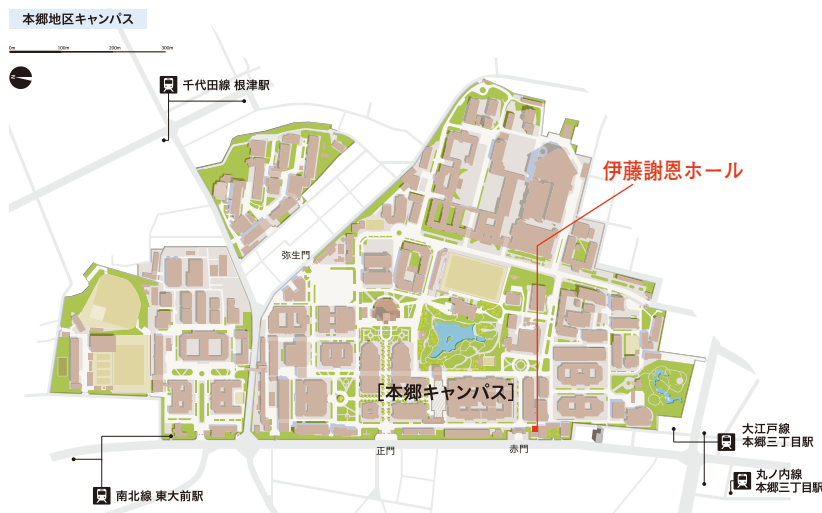 本郷地区キャンパス
0m 100m 200m 300m
N
千代田線 根津駅
伊藤謝恩ホール
弥生門
[本郷キャンパス]
大江戸線
本郷三丁目駅
正門
赤門
丸ノ内線
本郷三丁目駅
南北線 東大前駅